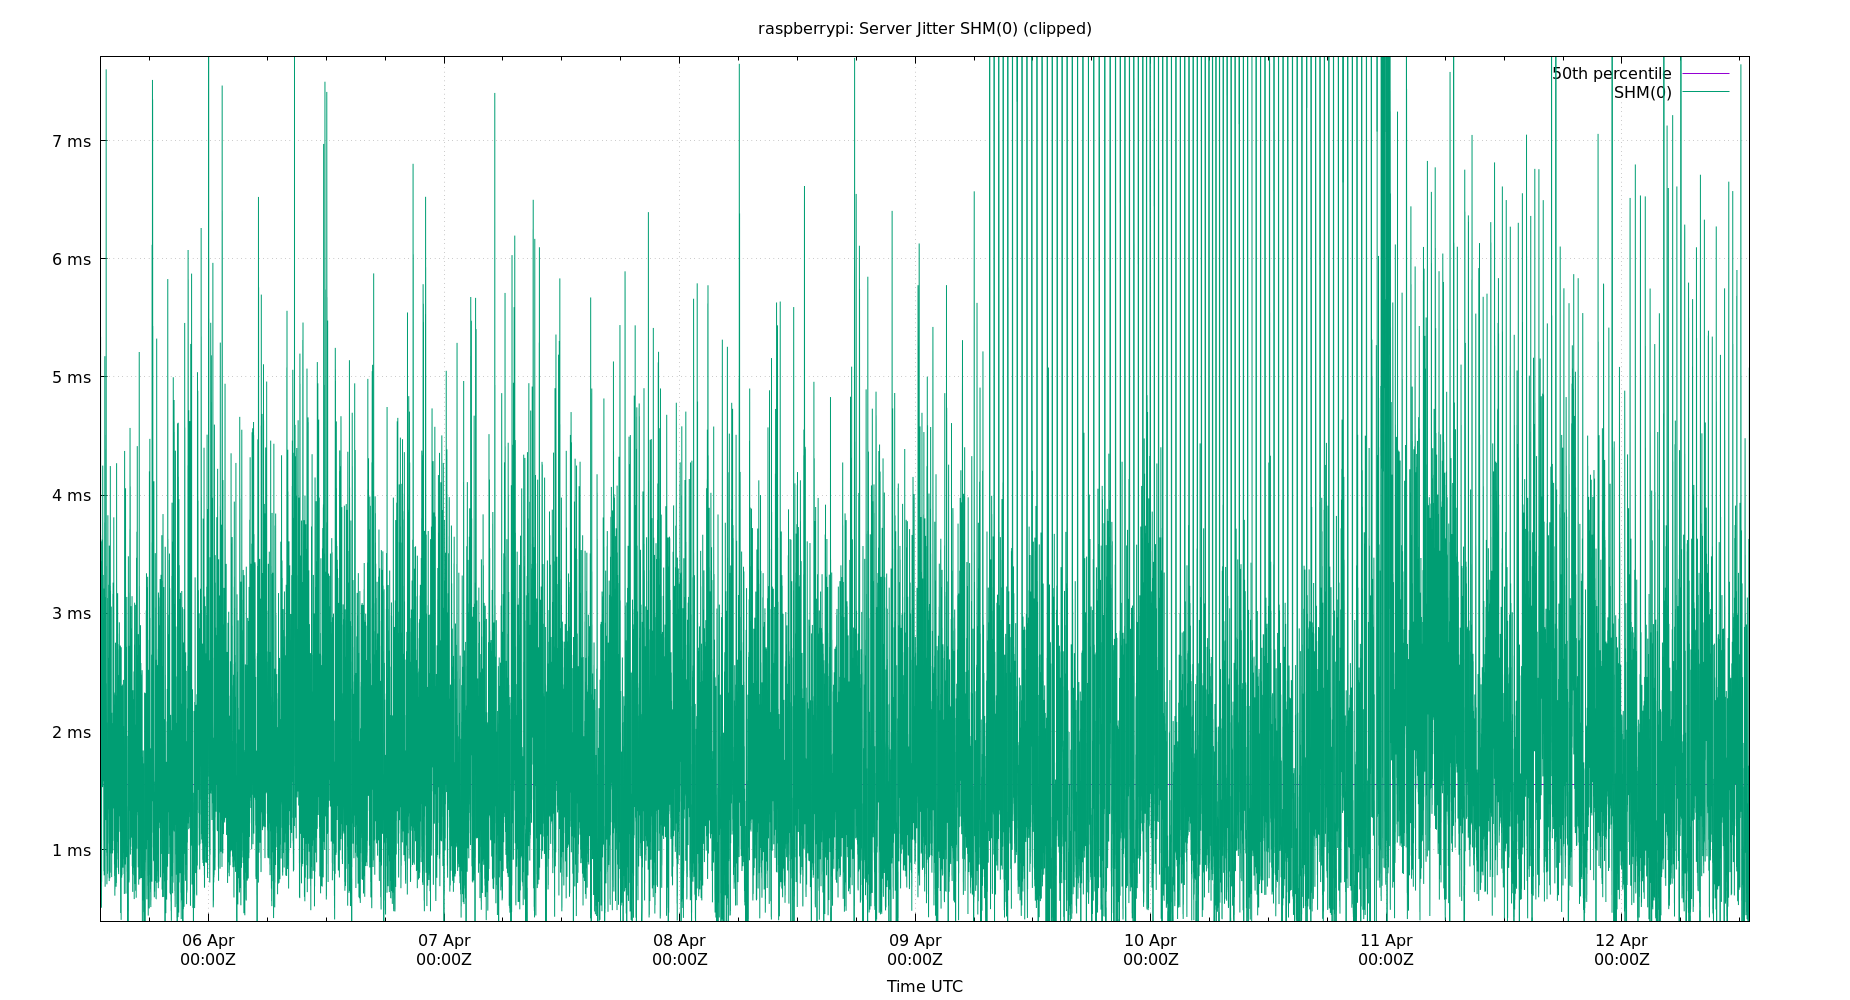 raspberrypi: Server Jitter SHM(0) (clipped)
50th percentile
SHM(0)
7 ms
6 ms
5 ms
4 ms
3 ms
2 ms
1 ms
06 Apr 07 Apr 08 Apr 09 Apr 10 Apr 11 Apr 12 Apr
00:00Z 00:00Z 00:00Z 00:00Z 00:00Z 00:00Z 00:00Z
Time UTC